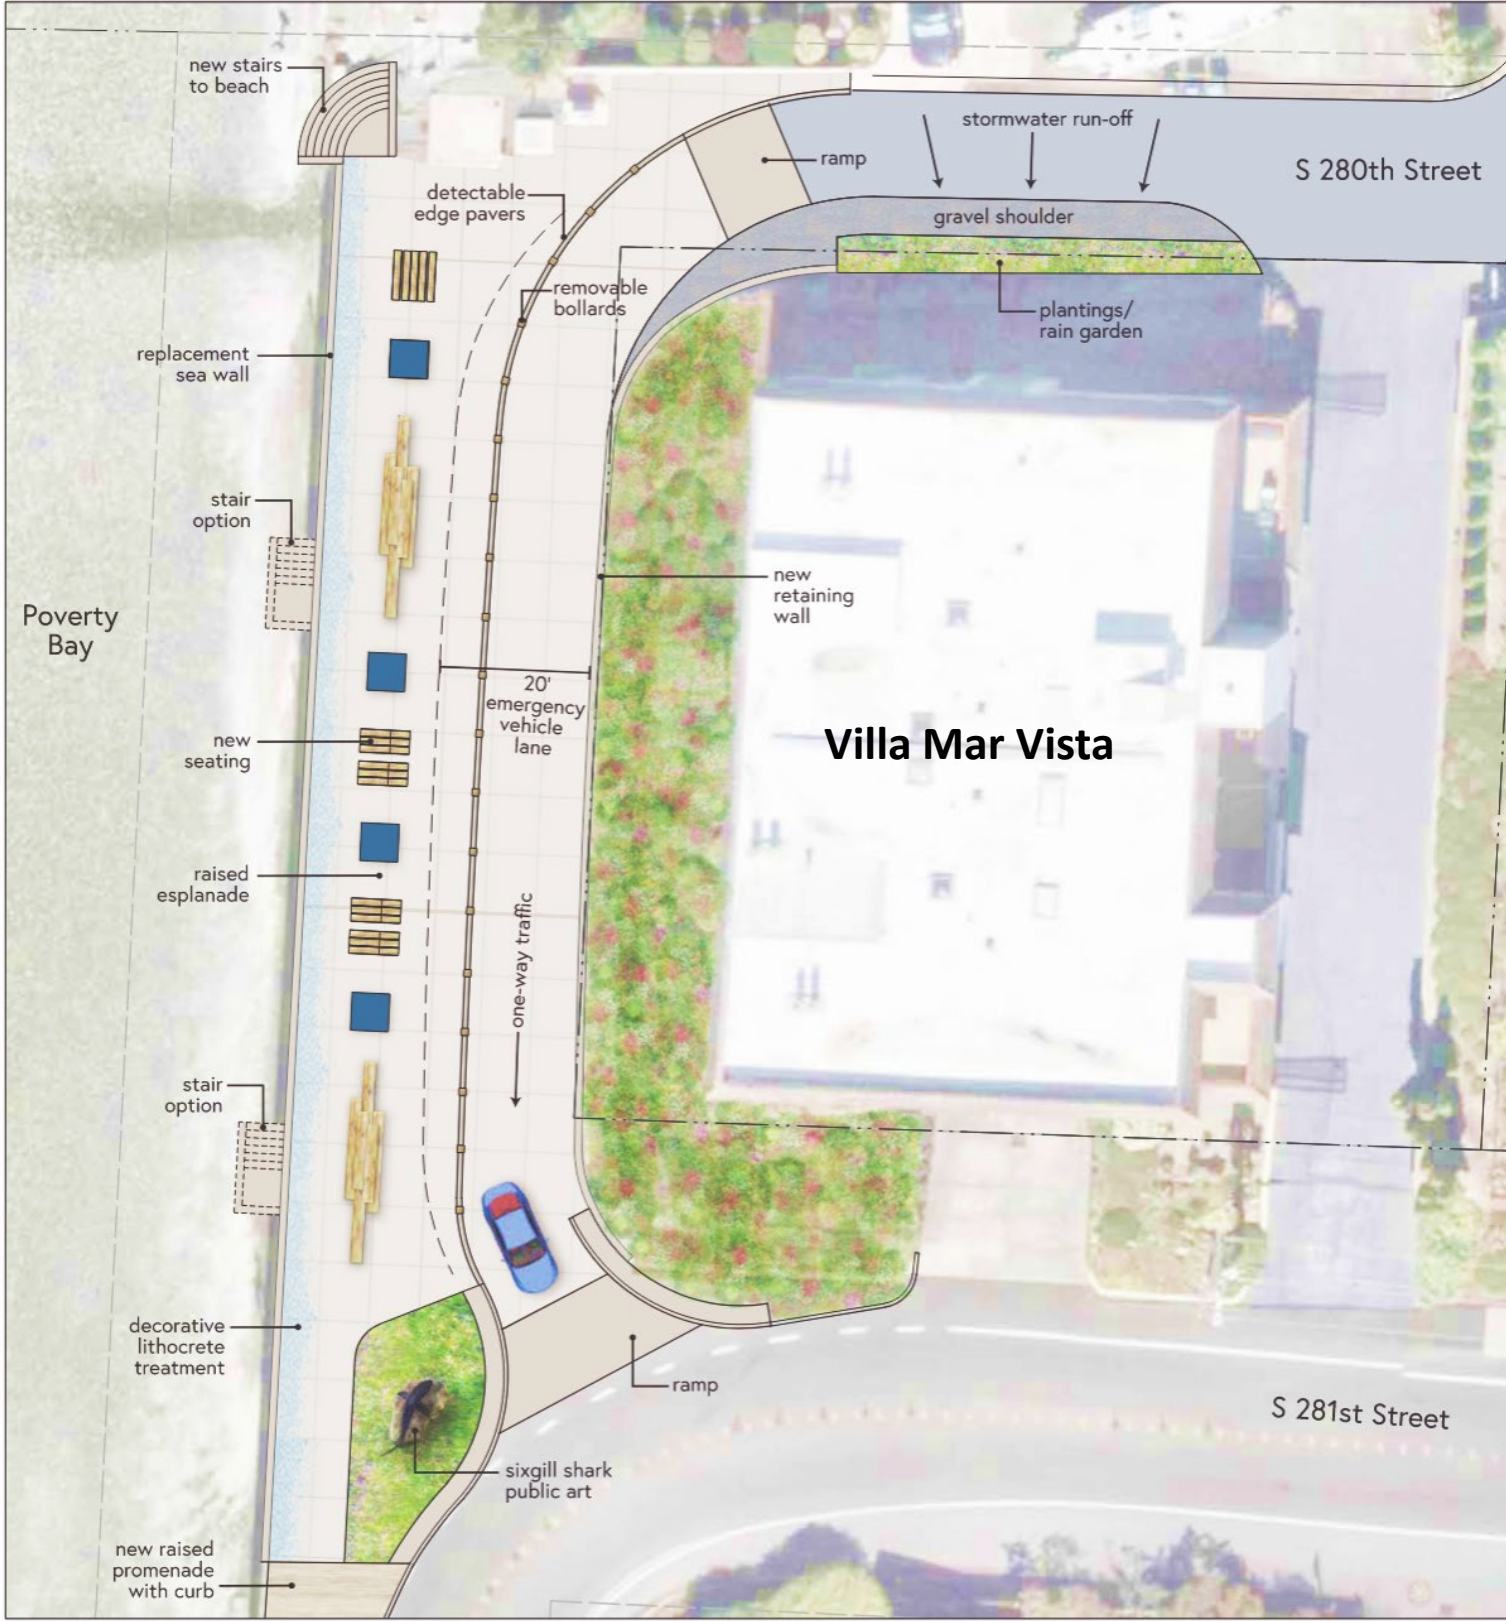 new stairs
to beach
stormwater run-off
ramp
S 280th Street
detectable
edge pavers
gravel shoulder
removable
bollards
plantings/
rain garden
replacement
sea wall
stair
option
new
retaining
wall
Poverty
Bay
20'
emergency
vehicle
lane
new
seating
Villa Mar Vista
raised
esplanade
one-way traffic
stair
option
decorative
lithocrete
treatment
ramp
S 281st Street
sixgill shark
public art
new raised
promenade
with curb